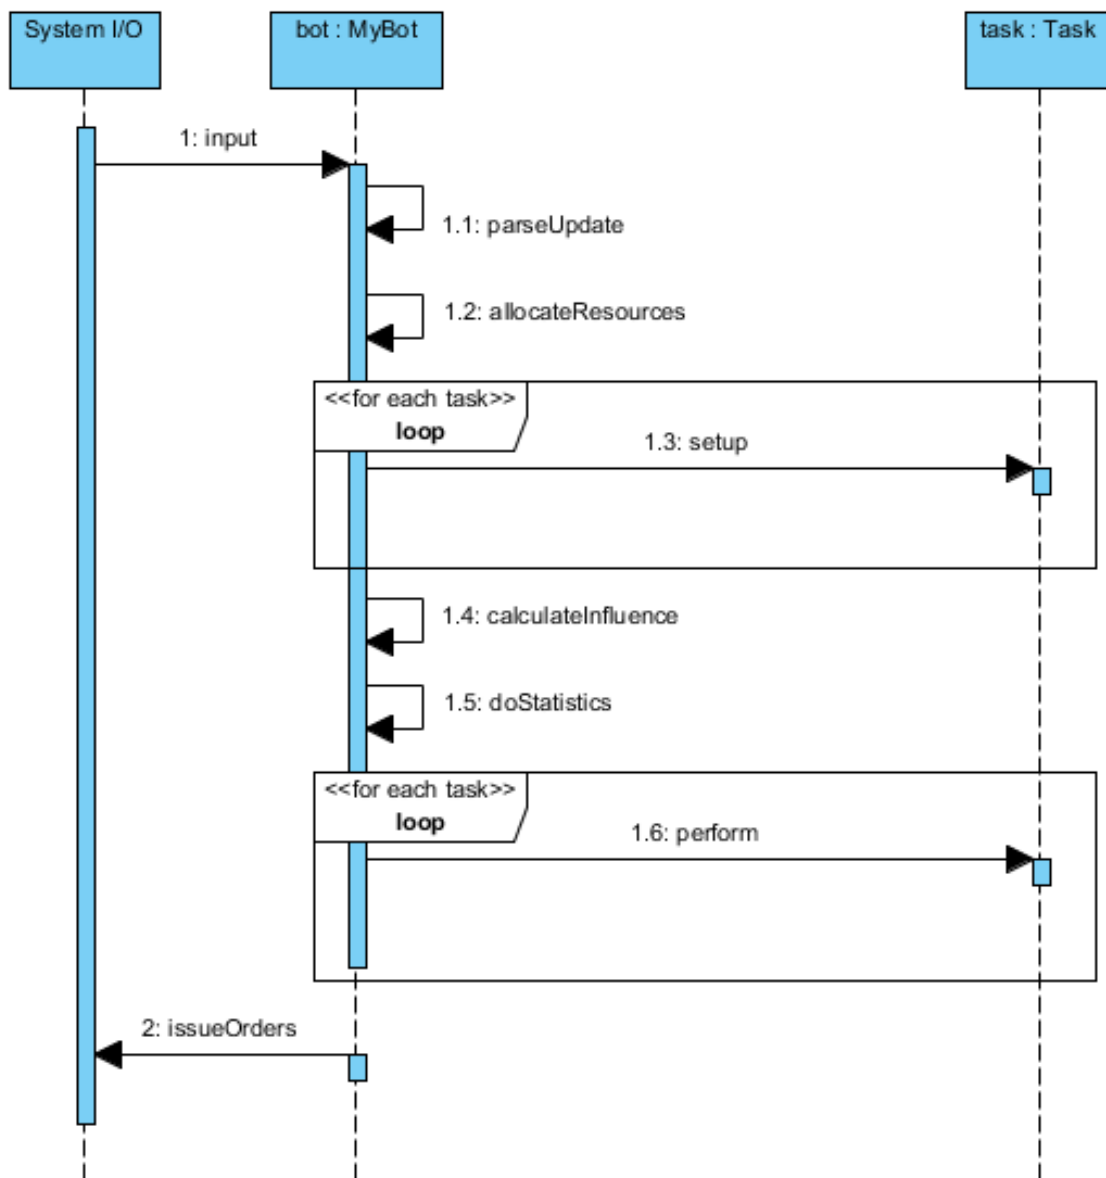 System I/O
bot : MyBot
task : Task
1: input
1.1: parseUpdate
1.2: allocateResources
<<for each task>>
loop
1.3: setup
1.4: calculateInfluence
1.5: doStatistics
<<for each task>>
loop
1.6: perform
2: issueOrders